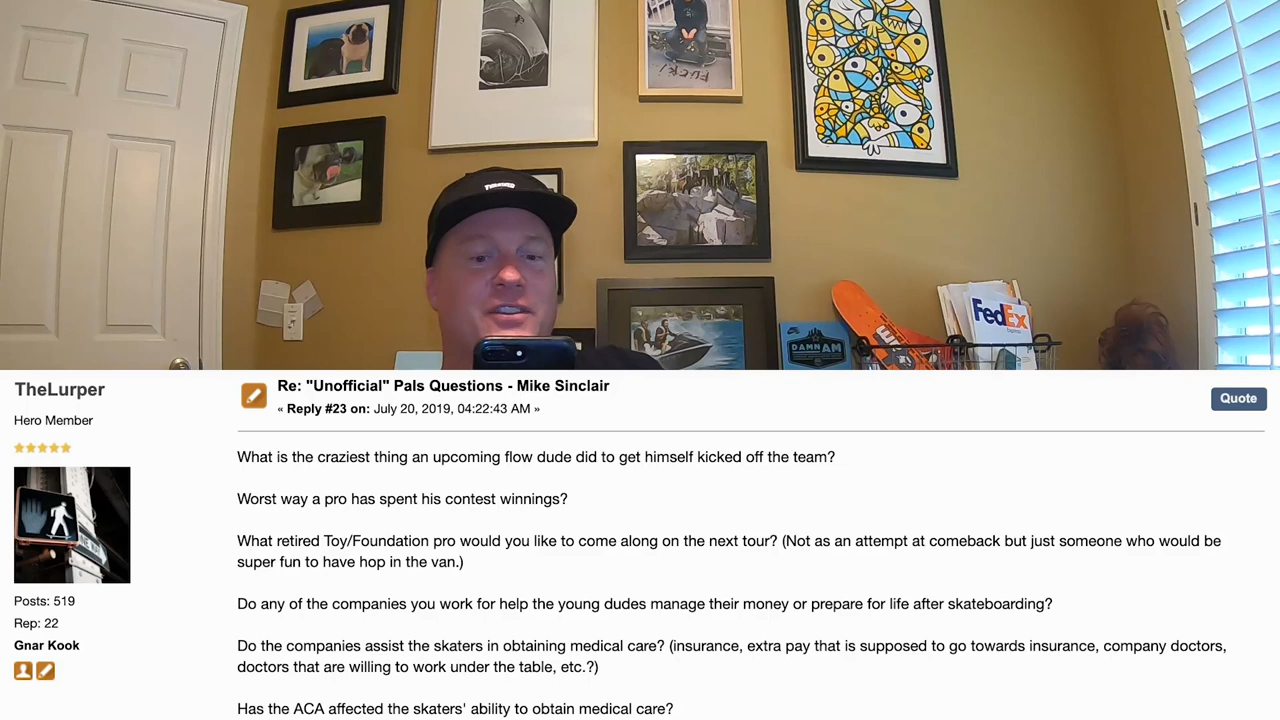 THRASHER
FUCK!
FedEx
Express
DAMN AM
TheLurper
Re: "Unofficial" Pals Questions - Mike Sinclair
Quote
Hero Member
« Reply #23 on: July 20, 2019, 04:22:43 AM »
What is the craziest thing an upcoming flow dude did to get himself kicked off the team?
Worst way a pro has spent his contest winnings?
What retired Toy/Foundation pro would you like to come along on the next tour? (Not as an attempt at comeback but just someone who would be
super fun to have hop in the van.)
Posts: 519
Do any of the companies you work for help the young dudes manage their money or prepare for life after skateboarding?
Rep: 22
Gnar Kook
Do the companies assist the skaters in obtaining medical care? (insurance, extra pay that is supposed to go towards insurance, company doctors,
doctors that are willing to work under the table, etc.?)
Has the ACA affected the skaters' ability to obtain medical care?